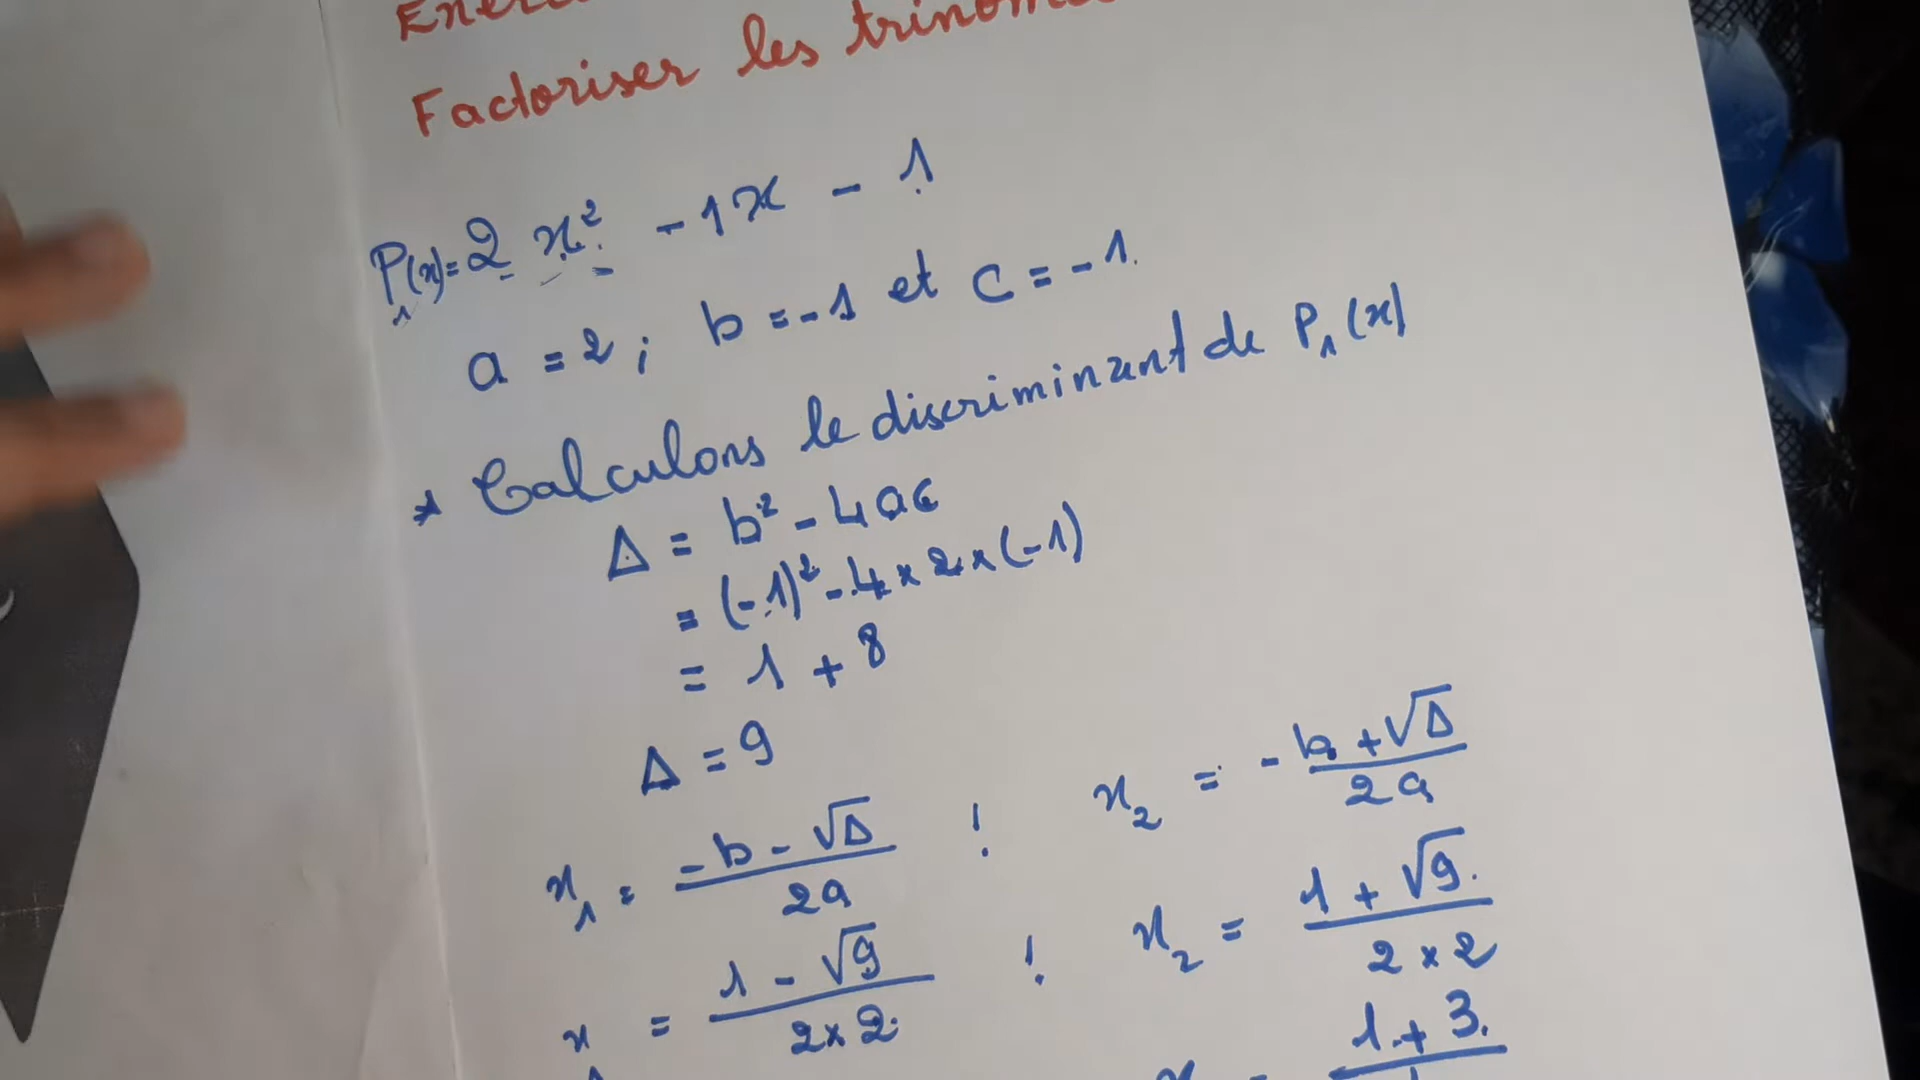 Factoriser les
P₁(x)= 2x² - 1x - 1
a = 2 ; b = -1 et c = -1.
* Calculons le discriminant de P₁(x)
Δ = b² - 4ac
= (-1)² - 4 × 2 × (-1)
= 1 + 8
Δ = 9
x₁ = (-b - √Δ)/2a ; x₂ = (-b + √Δ)/2a
x₁ = (1 - √9)/(2×2) ; x₂ = (1 + √9)/(2×2)
1 + 3